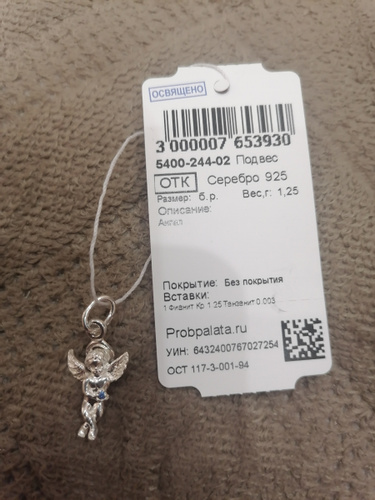 ОСВЯЩЕНО
3 000007 653930
5400-244-02 Подвес
ОТК Серебро 925
Размер: б.р. Вес,г: 1,25
Описание:
Ангел
Покрытие: Без покрытия
Вставки:
1 Фианит Кр 1.25 Танзанит 0.003
Probpalata.ru
УИН: 6432400767027254
ОСТ 117-3-001-94